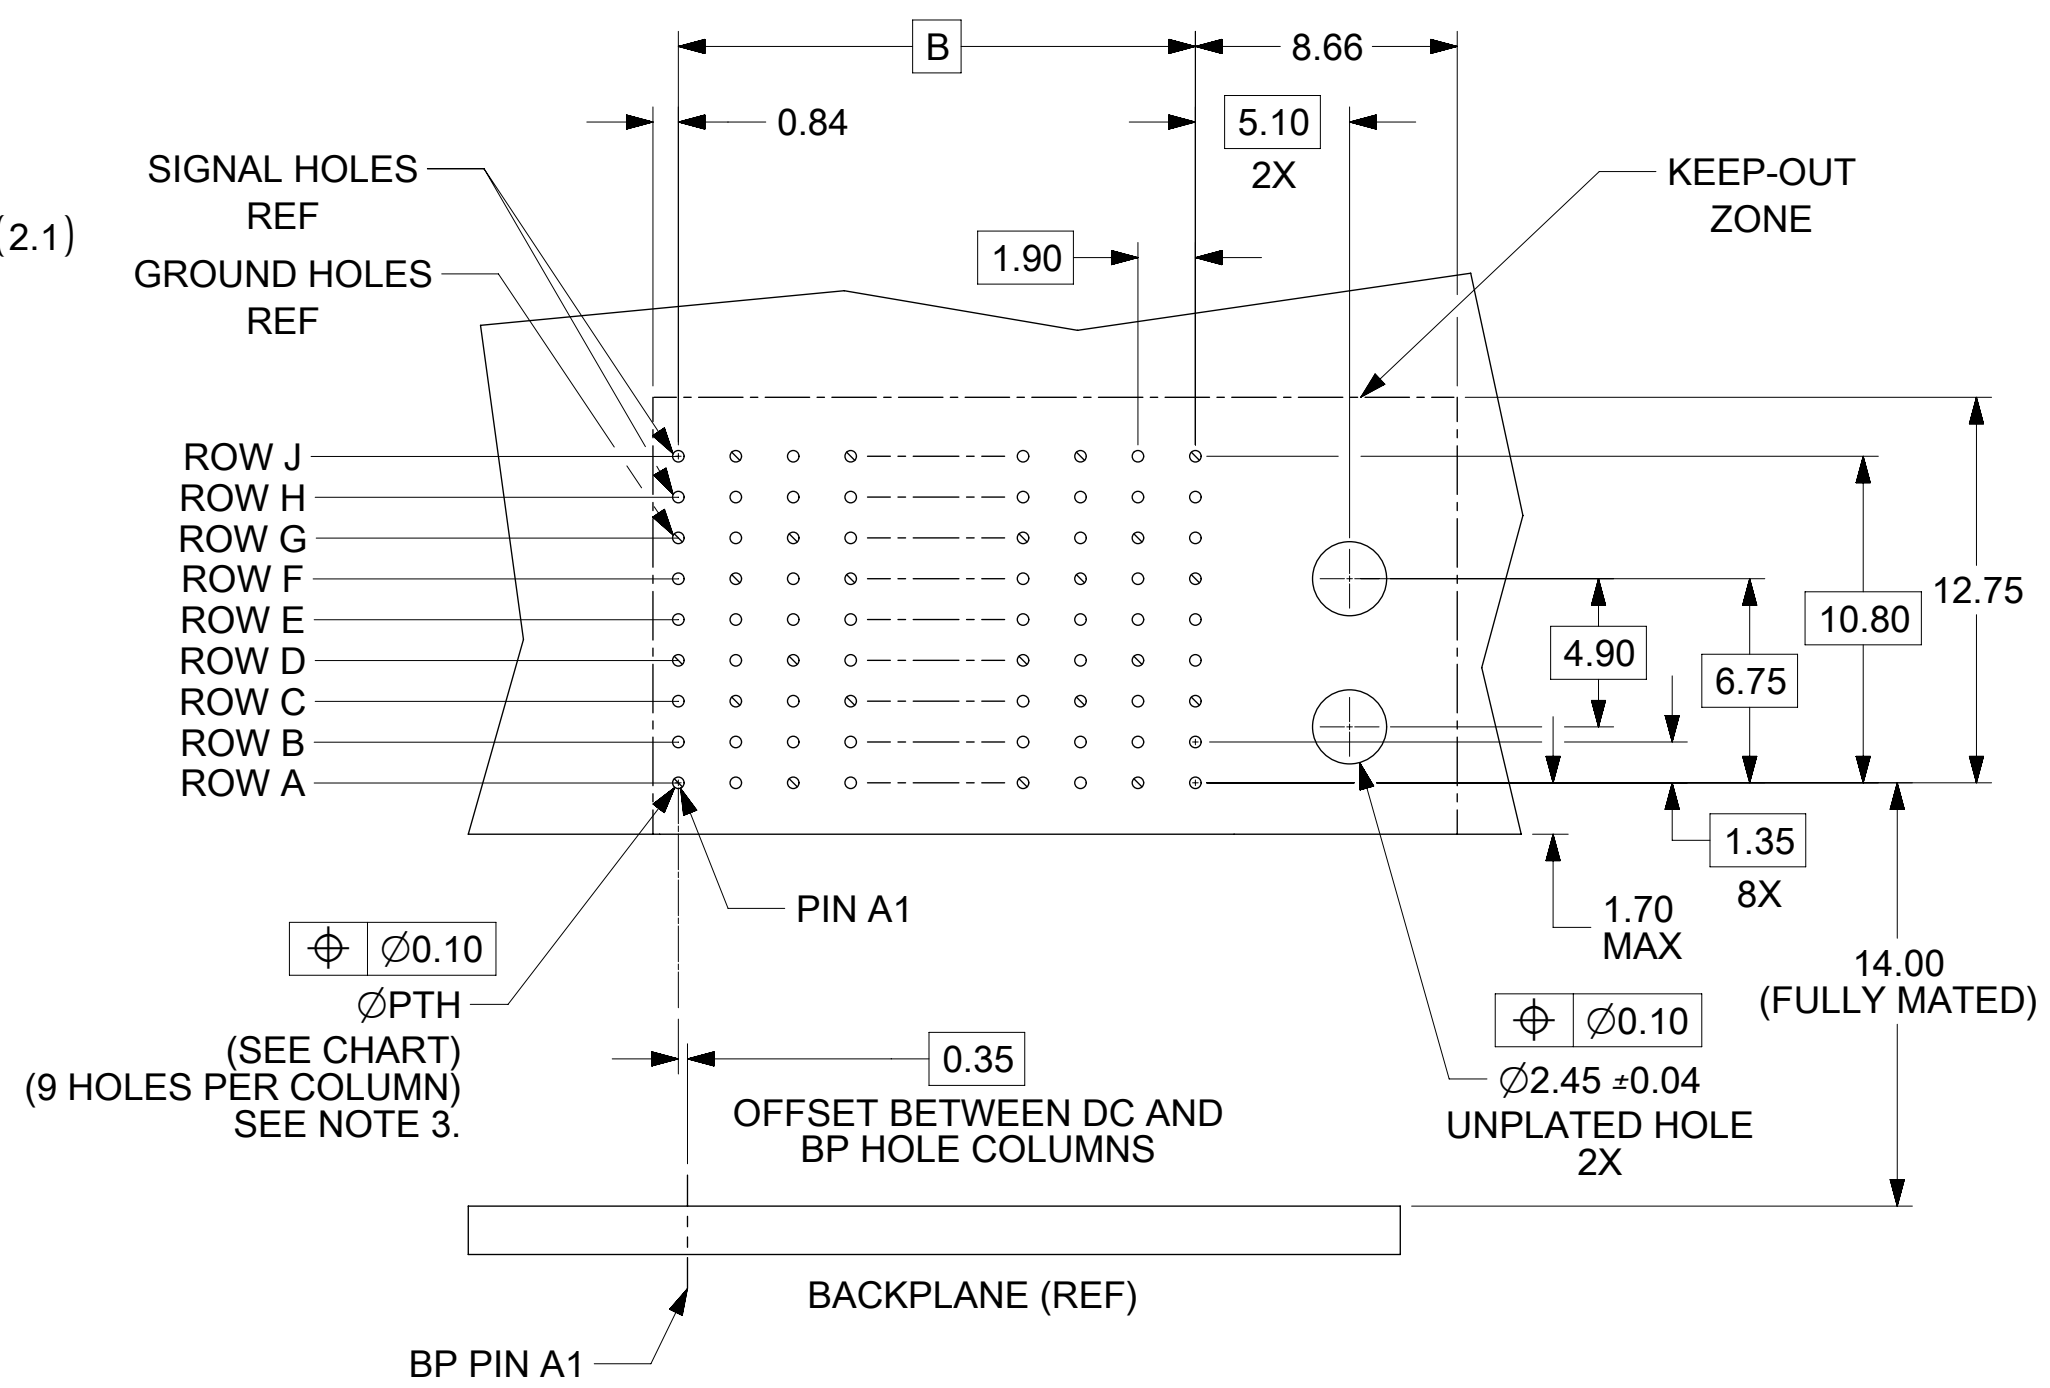 B
8.66
0.84
5.10
2X
SIGNAL HOLES
REF
KEEP-OUT
ZONE
(2.1)
1.90
GROUND HOLES
REF
ROW J
ROW H
ROW G
ROW F
ROW E
ROW D
ROW C
ROW B
ROW A
12.75
10.80
4.90
6.75
1.35
8X
PIN A1
1.70
MAX
⌖ ∅0.10
∅PTH
(SEE CHART)
(9 HOLES PER COLUMN)
SEE NOTE 3.
14.00
(FULLY MATED)
0.35
OFFSET BETWEEN DC AND
BP HOLE COLUMNS
⌖ ∅0.10
∅2.45 ±0.04
UNPLATED HOLE
2X
BACKPLANE (REF)
BP PIN A1